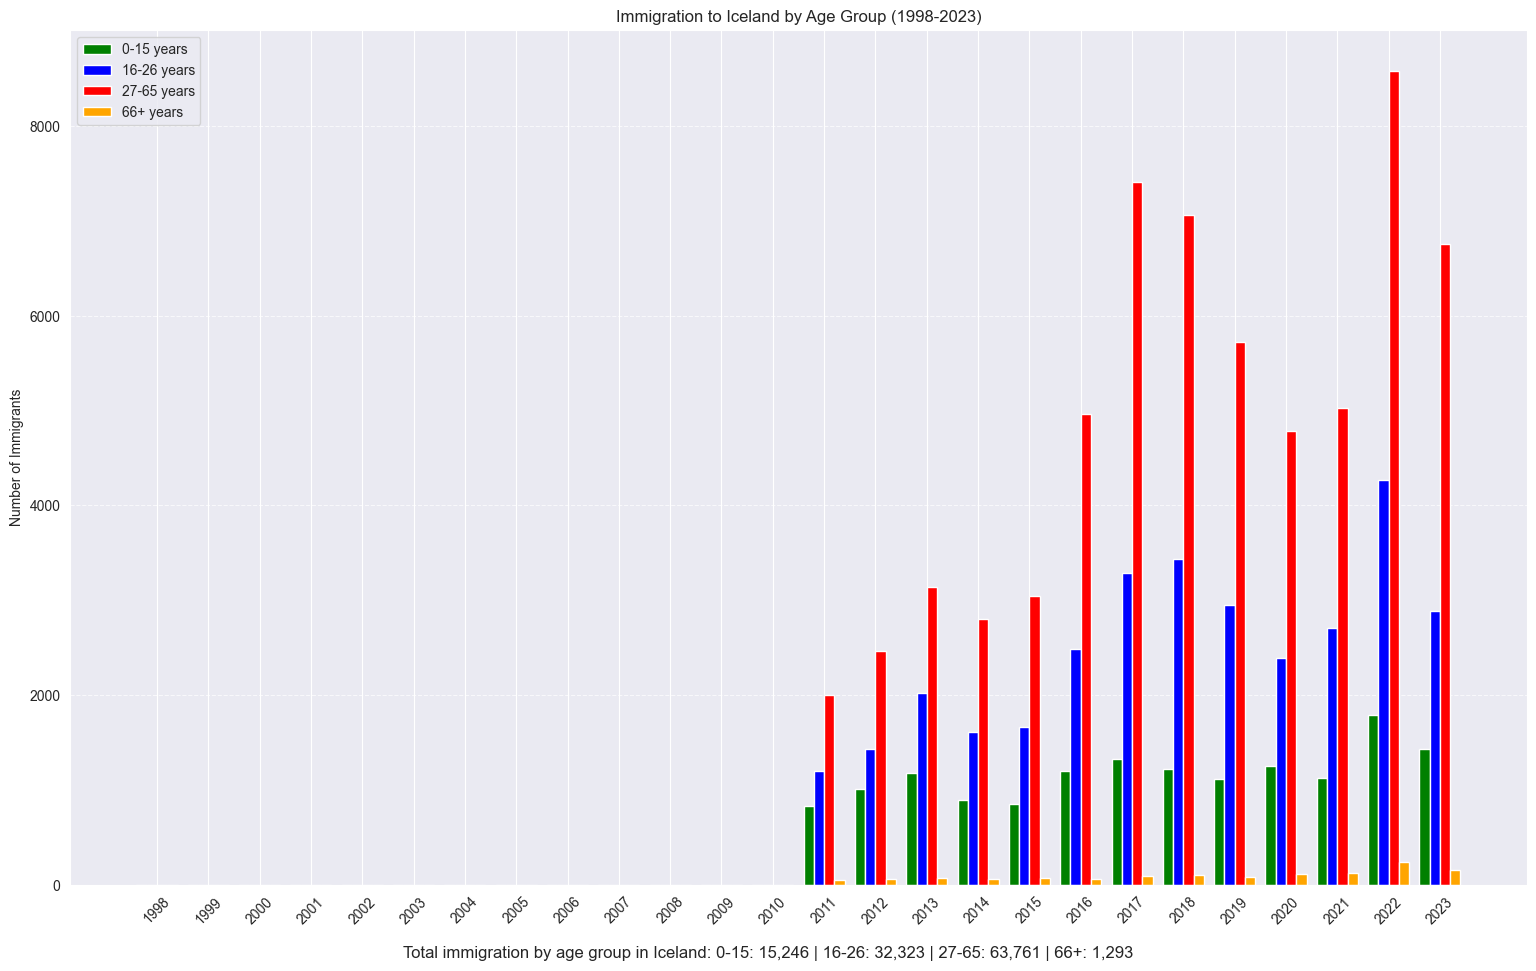 Immigration to Iceland by Age Group (1998-2023)
0-15 years
16-26 years
27-65 years
66+ years
Number of Immigrants
8000
6000
4000
2000
0
1998 1999 2000 2001 2002 2003 2004 2005 2006 2007 2008 2009 2010 2011 2012 2013 2014 2015 2016 2017 2018 2019 2020 2021 2022 2023
Total immigration by age group in Iceland: 0-15: 15,246 | 16-26: 32,323 | 27-65: 63,761 | 66+: 1,293